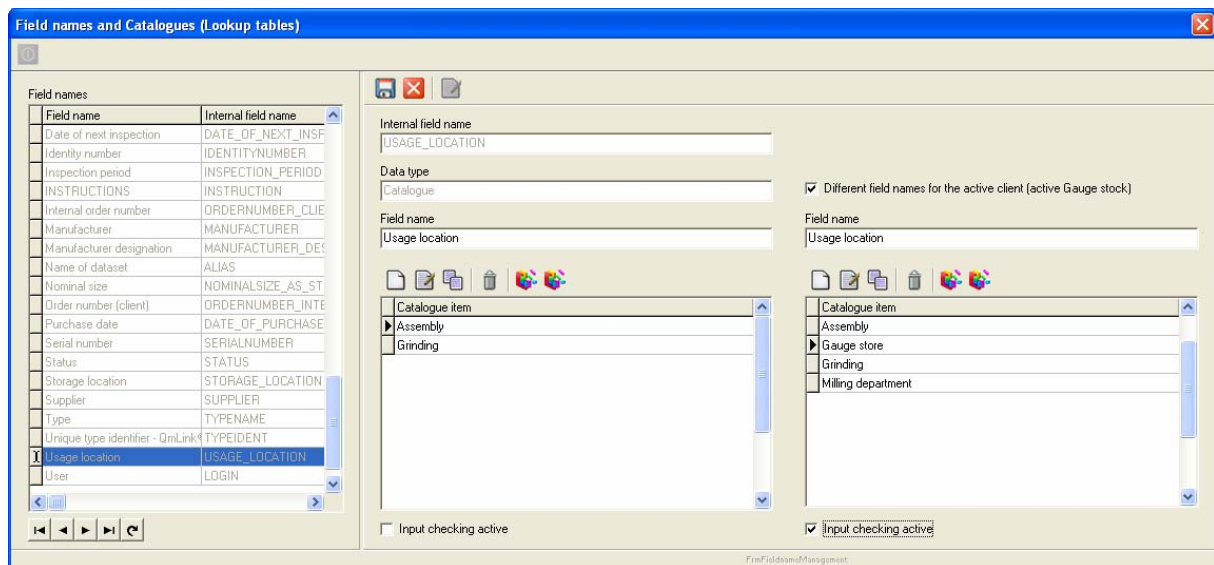 Field names and Catalogues (Lookup tables)
Field names
Field name Internal field name
Date of next inspection DATE_OF_NEXT_INSP
Identity number IDENTITYNUMBER
Inspection period INSPECTION_PERIOD
INSTRUCTIONS INSTRUCTION
Internal order number ORDERNUMBER_CLIE
Manufacturer MANUFACTURER
Manufacturer designation MANUFACTURER_DES
Name of dataset ALIAS
Nominal size NOMINALSIZE_AS_ST
Order number (client) ORDERNUMBER_INTE
Purchase date DATE_OF_PURCHASE
Serial number SERIALNUMBER
Status STATUS
Storage location STORAGE_LOCATION
Supplier SUPPLIER
Type TYPENAME
Unique type identifier - QmLink TYPEIDENT
Usage location USAGE_LOCATION
User LOGIN
Internal field name
USAGE_LOCATION
Data type
Catalogue
Different field names for the active client (active Gauge stock)
Field name
Usage location
Catalogue item
Assembly
Grinding
Input checking active
Field name
Usage location
Catalogue item
Assembly
Gauge store
Grinding
Milling department
Input checking active
FrmFieldnameManagement